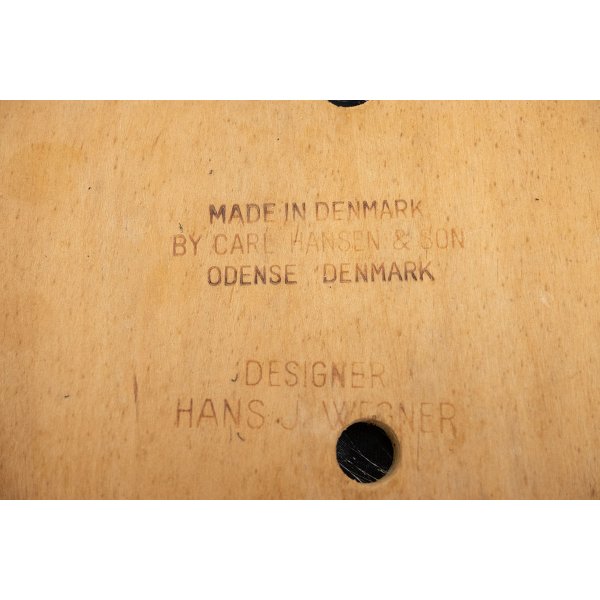 MADE IN DENMARK
BY CARL HANSEN & SON
ODENSE DENMARK
DESIGNER
HANS J. WEGNER